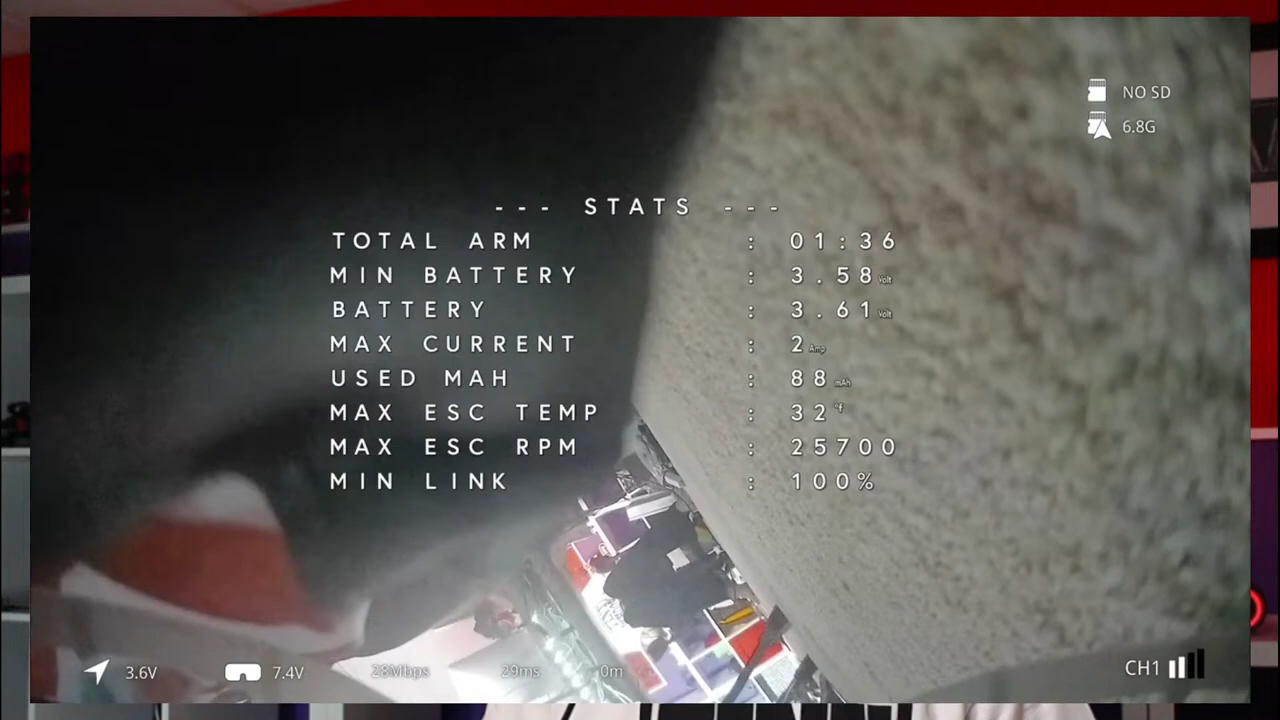 NO SD
6.8G
--- STATS ---
TOTAL ARM : 01:36
MIN BATTERY : 3.58 Volt
BATTERY : 3.61 Volt
MAX CURRENT : 2 Amp
USED MAH : 88 mAh
MAX ESC TEMP : 32 °F
MAX ESC RPM : 25700
MIN LINK : 100%
3.6V 7.4V 28Mbps 29ms 0m CH1